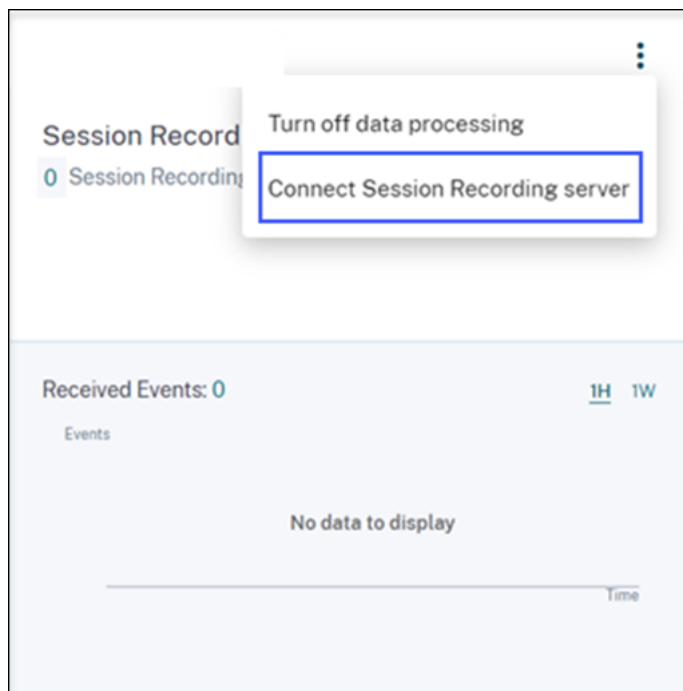 Turn off data processing
Session Record
0 Session Recording
Connect Session Recording server
Received Events: 0
1H 1W
Events
No data to display
Time